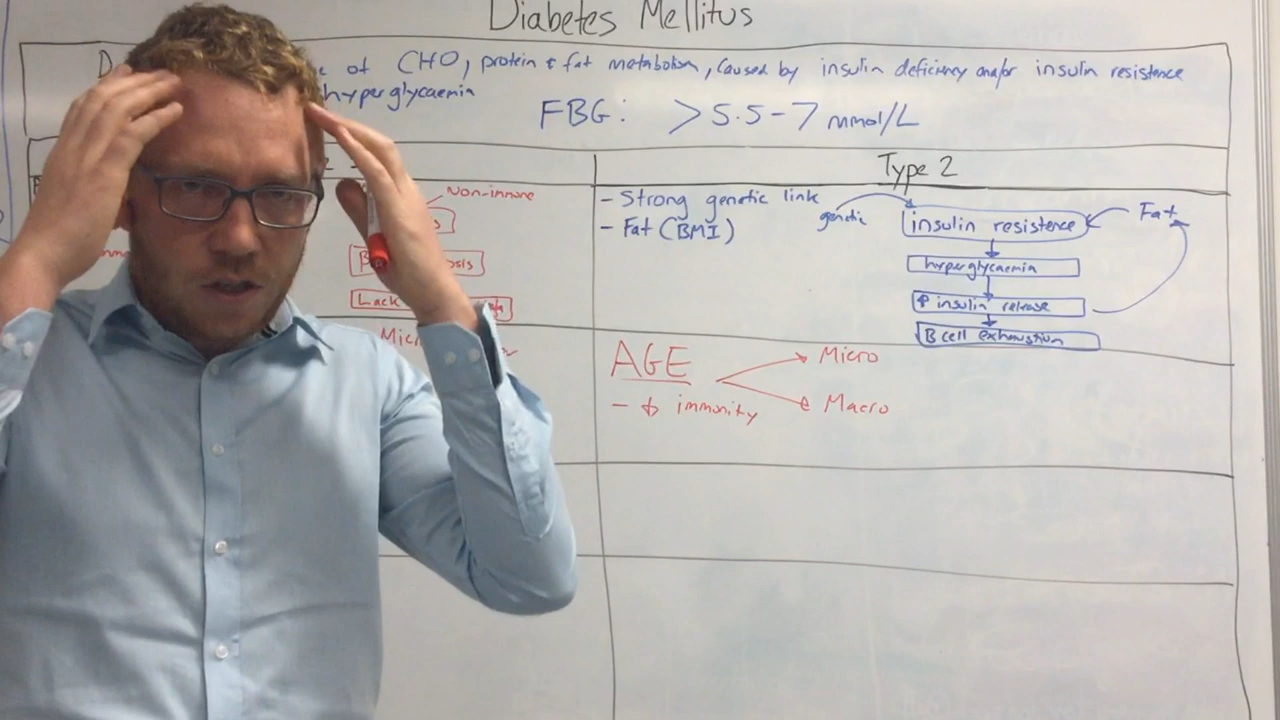 Diabetes Mellitus
of CHO, protein & fat metabolism, caused by insulin deficiency and/or insulin resistence
hyperglycaemia
FBG: >5.5-7 mmol/L
Type 2
Non-immune
- Strong genetic link
- Fat (BMI)
genetic
insulin resistence
Fat
hyperglycaemia
↑ insulin release
B cell exhaustion
Lack
AGE
Micro
- ↓ immunity
Macro